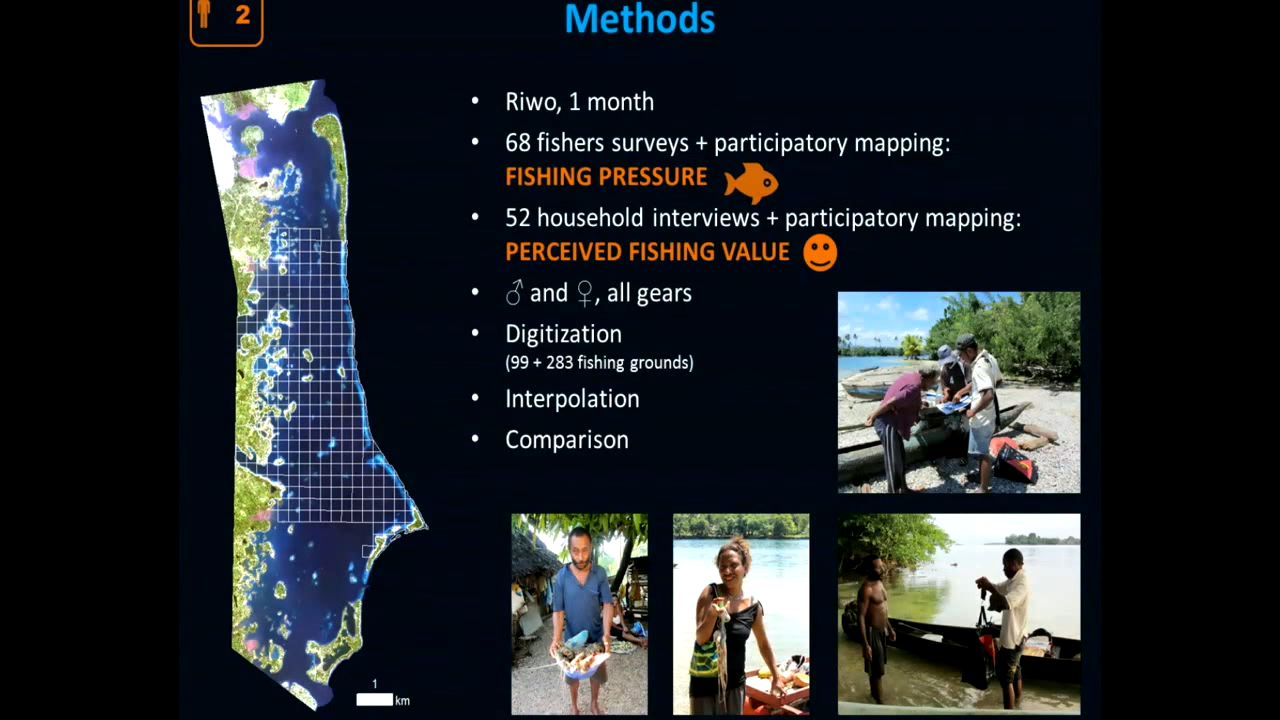 2
Methods
• Riwo, 1 month
• 68 fishers surveys + participatory mapping:
FISHING PRESSURE
• 52 household interviews + participatory mapping:
PERCEIVED FISHING VALUE
• ♂ and ♀, all gears
• Digitization
(99 + 283 fishing grounds)
• Interpolation
• Comparison
1
km